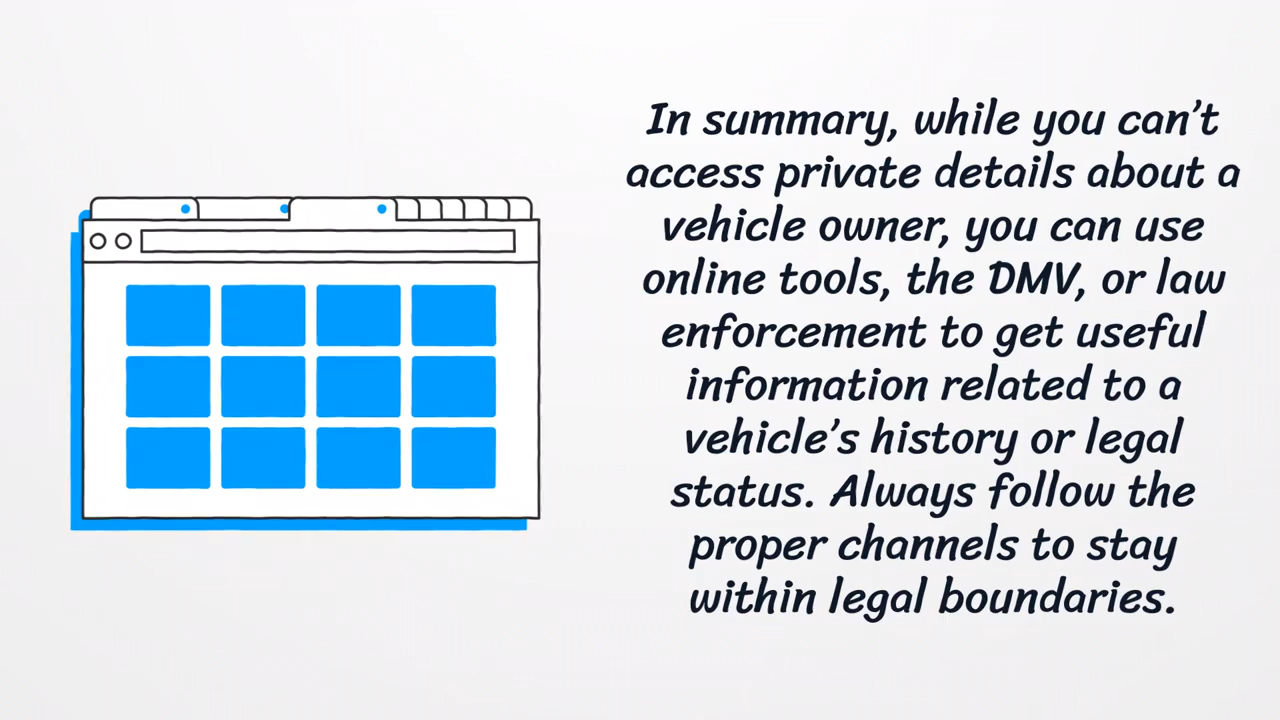 In summary, while you can’t
access private details about a
vehicle owner, you can use
online tools, the DMV, or law
enforcement to get useful
information related to a
vehicle’s history or legal
status. Always follow the
proper channels to stay
within legal boundaries.